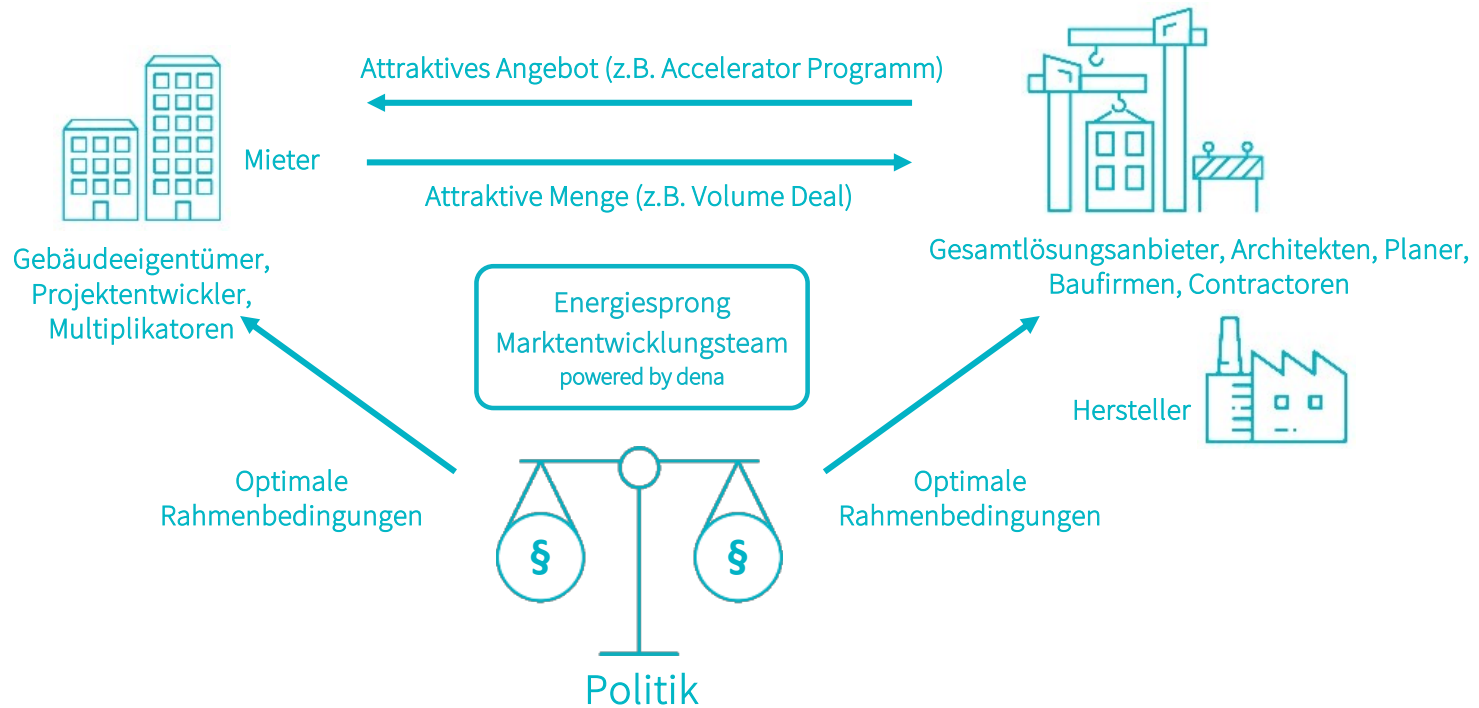 Attraktives Angebot (z.B. Accelerator Programm)
Mieter
Attraktive Menge (z.B. Volume Deal)
Gebäudeeigentümer,
Projektentwickler,
Multiplikatoren
Gesamtlösungsanbieter, Architekten, Planer,
Baufirmen, Contractoren
Energiesprong
Marktentwicklungsteam
powered by dena
Hersteller
Optimale
Rahmenbedingungen
Optimale
Rahmenbedingungen
§
§
Politik